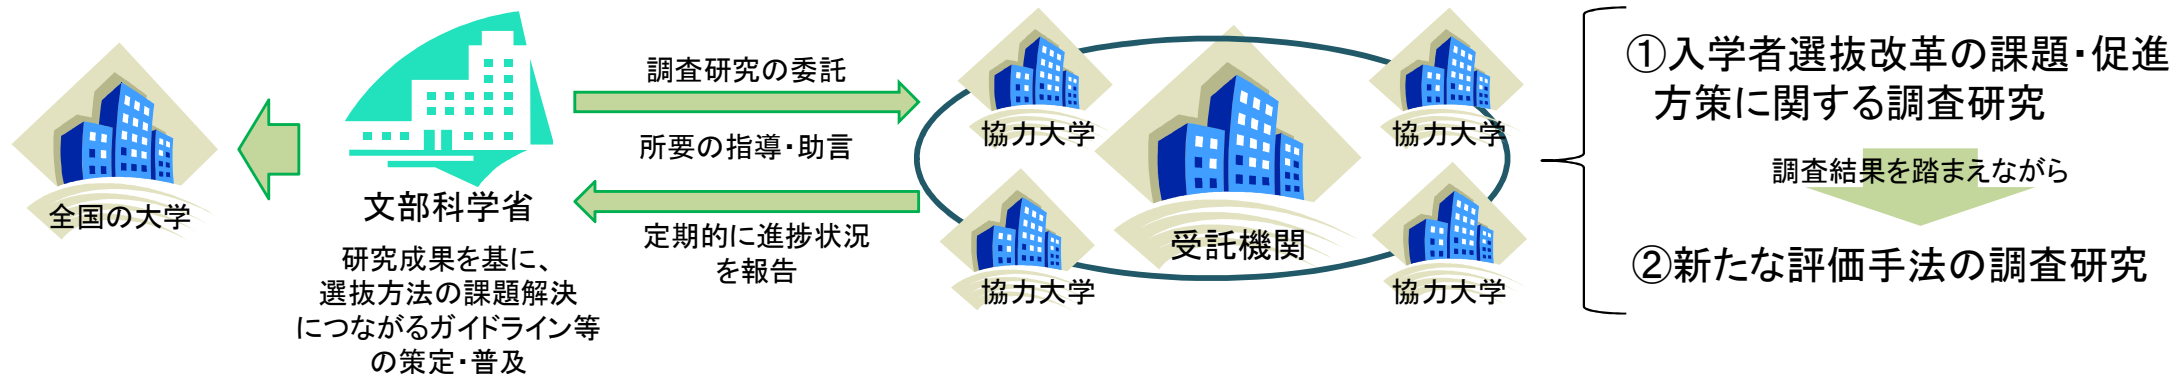 全国の大学
文部科学省
研究成果を基に、
選抜方法の課題解決
につながるガイドライン等
の策定・普及
調査研究の委託
所要の指導・助言
定期的に進捗状況
を報告
協力大学
協力大学
受託機関
協力大学
協力大学
①入学者選抜改革の課題・促進
方策に関する調査研究
調査結果を踏まえながら
②新たな評価手法の調査研究